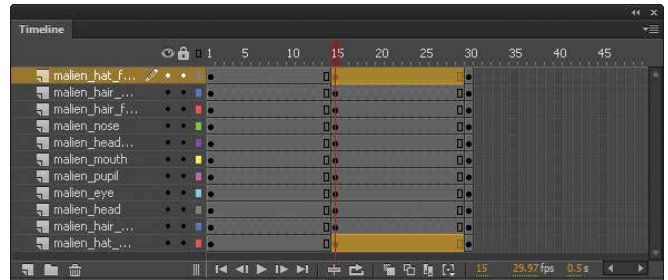 Timeline
1 5 10 15 20 25 30 35 40 45
malien_hat_f...
malien_hair_...
malien_hair_f...
malien_nose
malien_head...
malien_mouth
malien_pupil
malien_eye
malien_head
malien_hair_...
malien_hat_...
15 29.97 fps 0.5 s